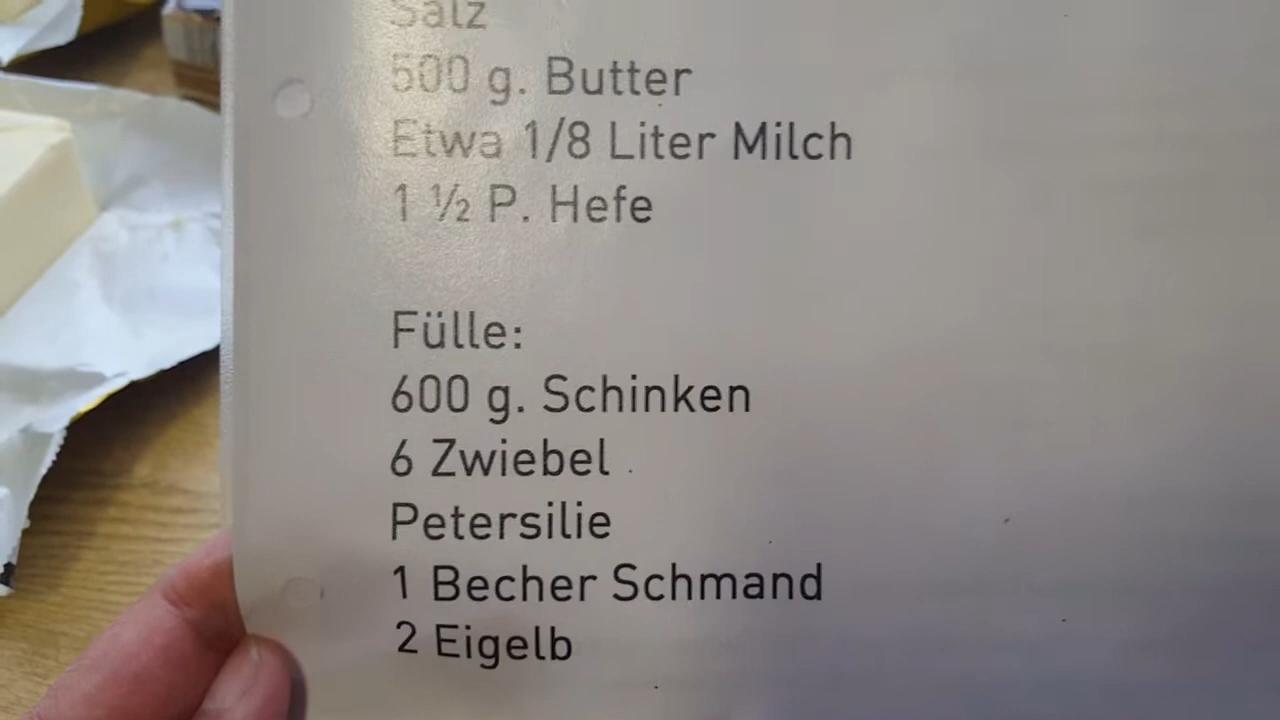 Salz
500 g. Butter
Etwa 1/8 Liter Milch
1 ½ P. Hefe
Fülle:
600 g. Schinken
6 Zwiebel
Petersilie
1 Becher Schmand
2 Eigelb